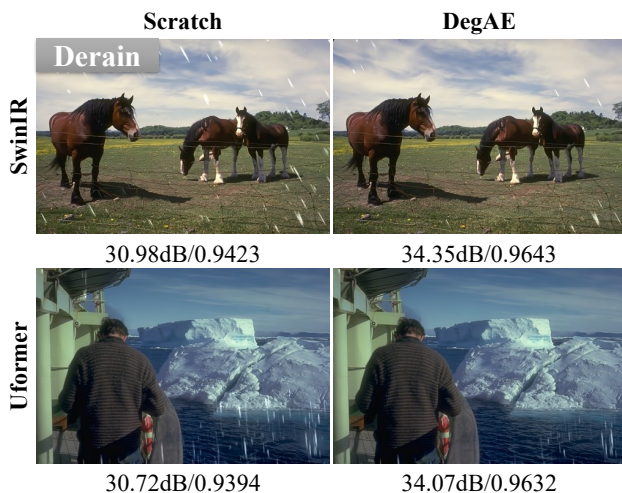 Scratch DegAE
Derain
SwinIR
30.98dB/0.9423 34.35dB/0.9643
Uformer
30.72dB/0.9394 34.07dB/0.9632